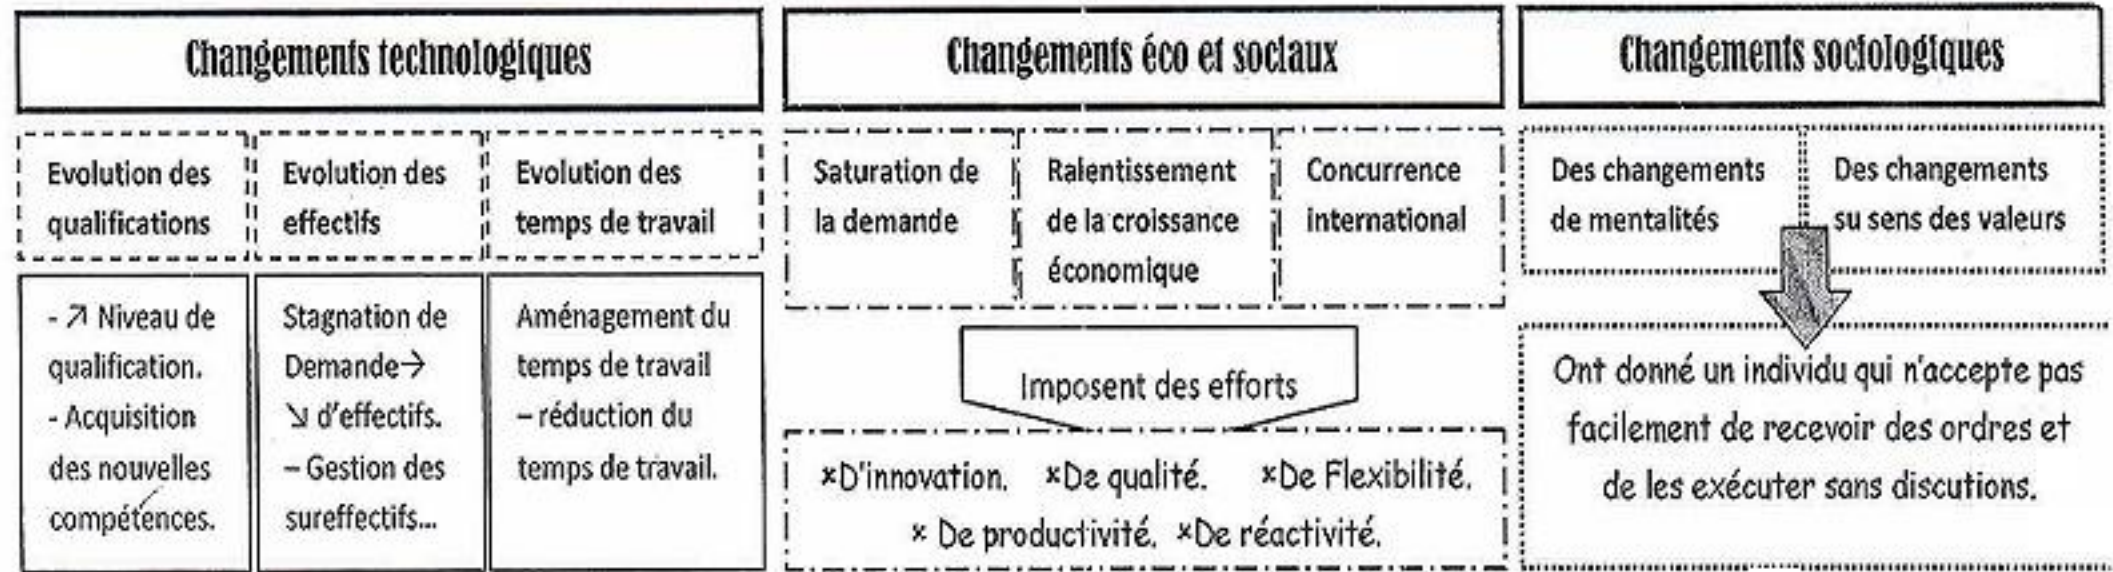 Changements technologiques
Evolution des
qualifications
Evolution des
effectifs
Evolution des
temps de travail
- ↗ Niveau de
qualification.
- Acquisition
des nouvelles
compétences.
Stagnation de
Demande→
↘ d'effectifs.
– Gestion des
sureffectifs...
Aménagement du
temps de travail
– réduction du
temps de travail.
Changements éco et sociaux
Saturation de
la demande
Ralentissement
de la croissance
économique
Concurrence
international
Imposent des efforts
×D'innovation. ×De qualité. ×De Flexibilité.
× De productivité. ×De réactivité.
Changements sociologiques
Des changements
de mentalités
Des changements
su sens des valeurs
Ont donné un individu qui n'accepte pas
facilement de recevoir des ordres et
de les exécuter sans discutions.